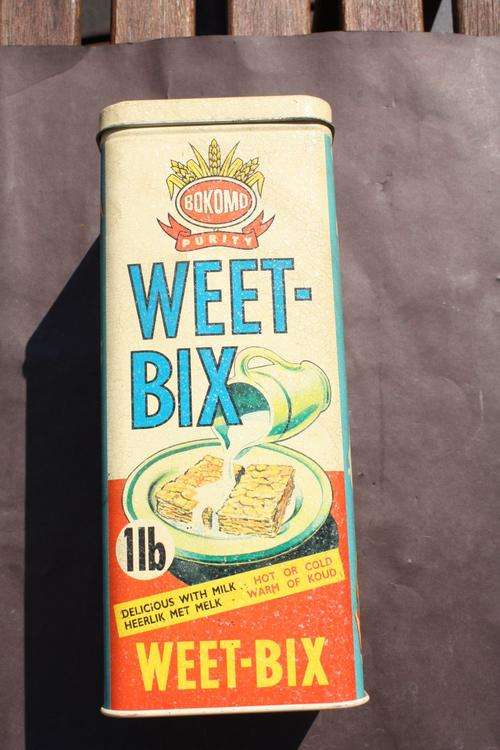 BOKOMO
PURITY
WEET-
BIX
1lb
DELICIOUS WITH MILK . HOT OR COLD
HEERLIK MET MELK . WARM OF KOUD
WEET-BIX